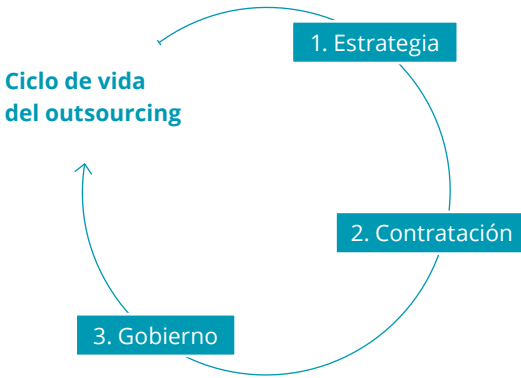 Ciclo de vida
del outsourcing
1. Estrategia
2. Contratación
3. Gobierno